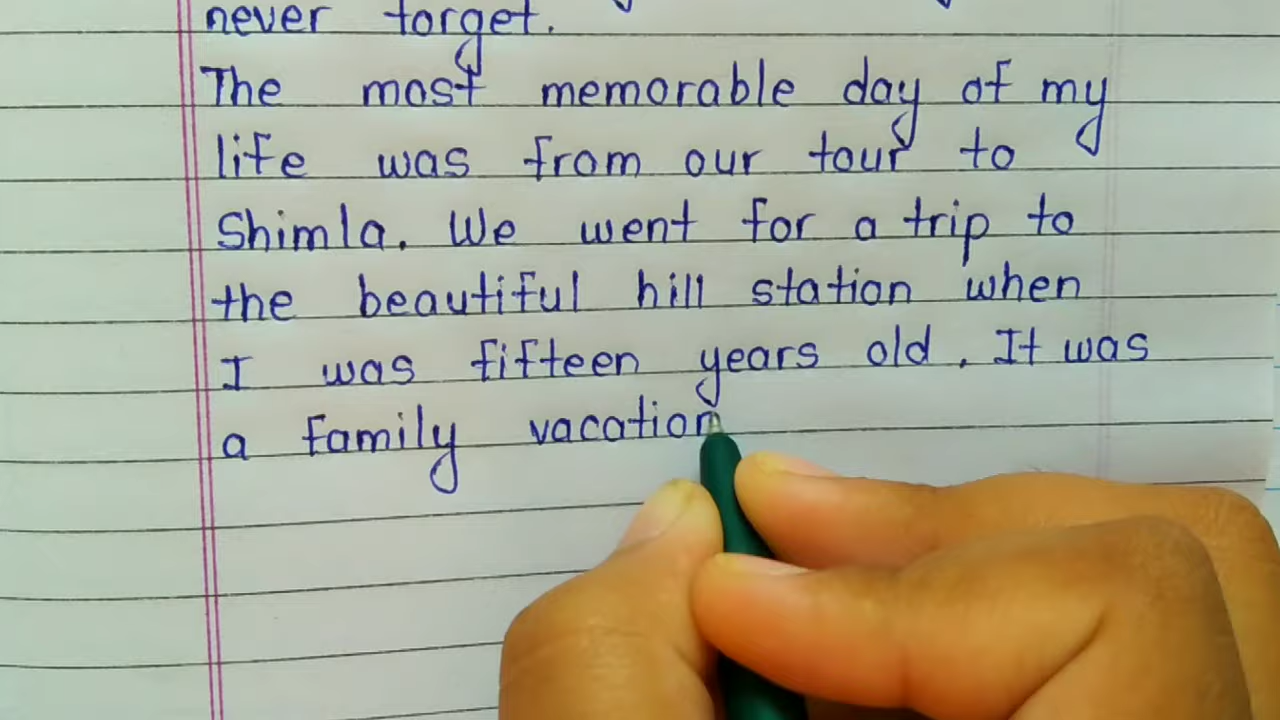 never forget.
The most memorable day of my
life was from our tour to
Shimla. We went for a trip to
the beautiful hill station when
I was fifteen years old. It was
a family vacation